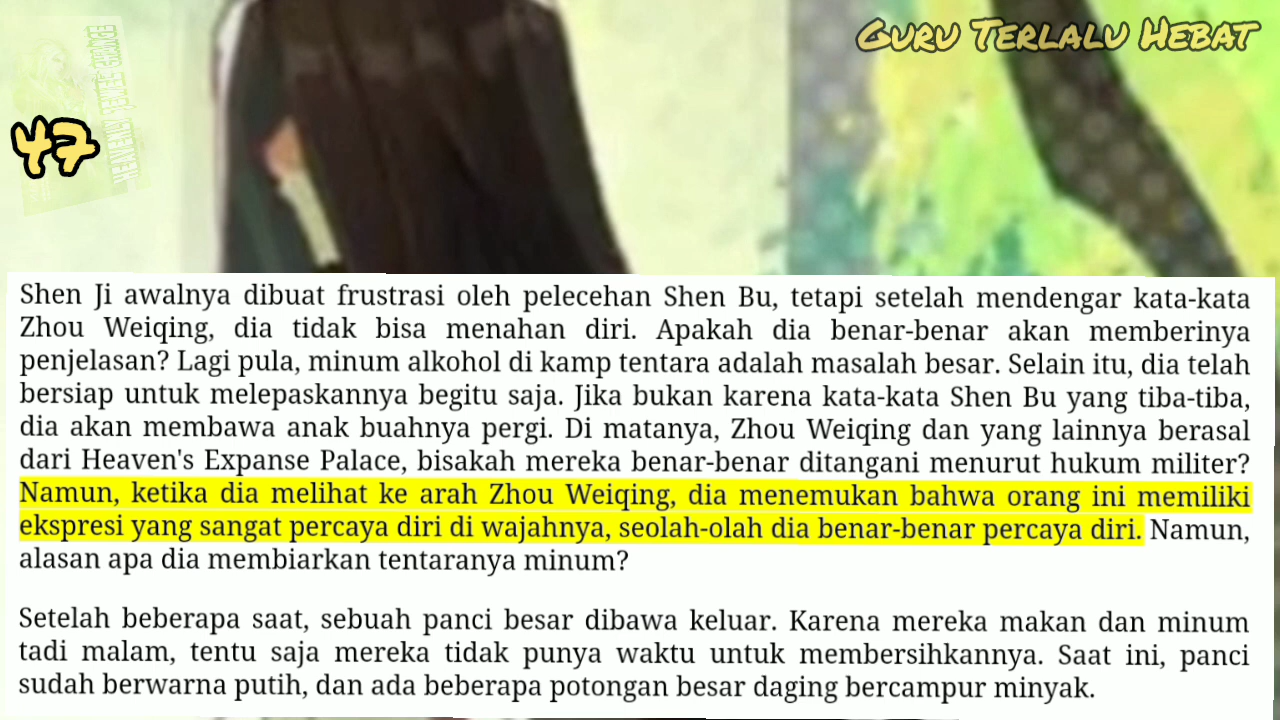 Guru Terlalu Hebat
HEAVENLY JEWEL CHANGE
47
Shen Ji awalnya dibuat frustrasi oleh pelecehan Shen Bu, tetapi setelah mendengar kata-kata
Zhou Weiqing, dia tidak bisa menahan diri. Apakah dia benar-benar akan memberinya
penjelasan? Lagi pula, minum alkohol di kamp tentara adalah masalah besar. Selain itu, dia telah
bersiap untuk melepaskannya begitu saja. Jika bukan karena kata-kata Shen Bu yang tiba-tiba,
dia akan membawa anak buahnya pergi. Di matanya, Zhou Weiqing dan yang lainnya berasal
dari Heaven's Expanse Palace, bisakah mereka benar-benar ditangani menurut hukum militer?
Namun, ketika dia melihat ke arah Zhou Weiqing, dia menemukan bahwa orang ini memiliki
ekspresi yang sangat percaya diri di wajahnya, seolah-olah dia benar-benar percaya diri. Namun,
alasan apa dia membiarkan tentaranya minum?
Setelah beberapa saat, sebuah panci besar dibawa keluar. Karena mereka makan dan minum
tadi malam, tentu saja mereka tidak punya waktu untuk membersihkannya. Saat ini, panci
sudah berwarna putih, dan ada beberapa potongan besar daging bercampur minyak.